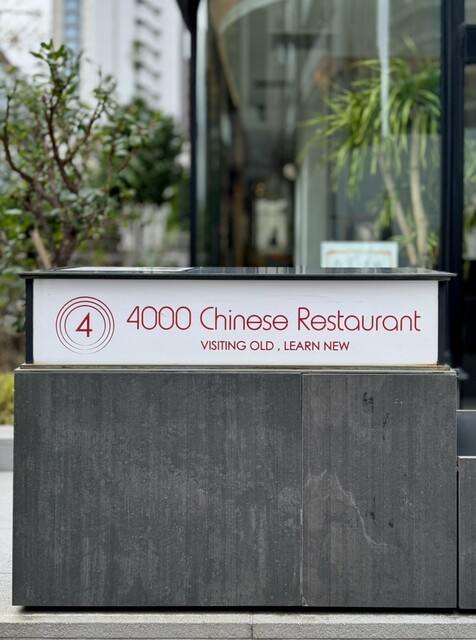 4
4000 Chinese Restaurant
VISITING OLD , LEARN NEW